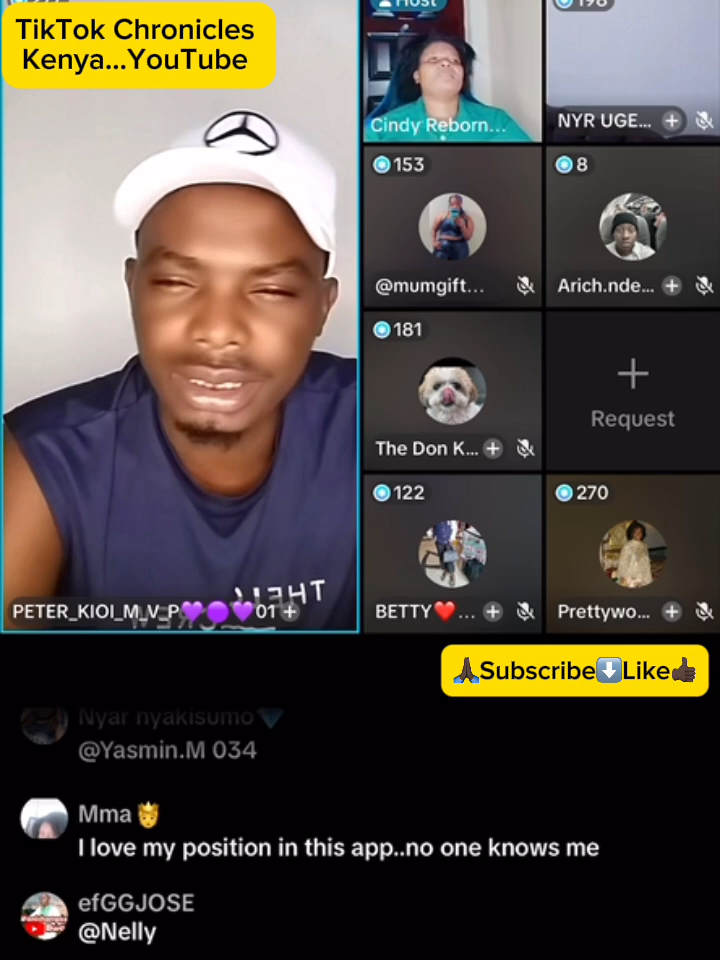 TikTok Chronicles
Kenya...YouTube
Host
198
Cindy Reborn...
NYR UGE...
153
8
@mumgift...
Arich.nde...
181
The Don K...
Request
122
270
PETER_KIOI_M_V_P💜🟣💜01
BETTY❤️...
Prettywo...
THEIR
CREW
🙏🏿Subscribe⬇️Like👍🏿
Nyar nyakisumo💎
@Yasmin.M 034
Mma🤴
I love my position in this app..no one knows me
efGGJOSE
@Nelly